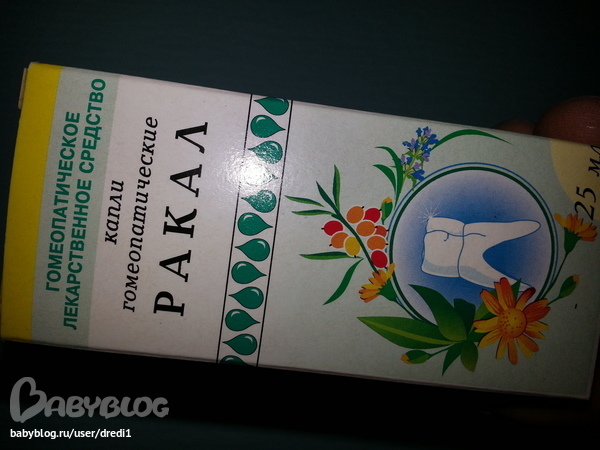 ГОМЕОПАТИЧЕСКОЕ
ЛЕКАРСТВЕННОЕ СРЕДСТВО
капли
гомеопатические
РАКАЛ
25 мл
BABYBLOG
babyblog.ru/user/dredi1